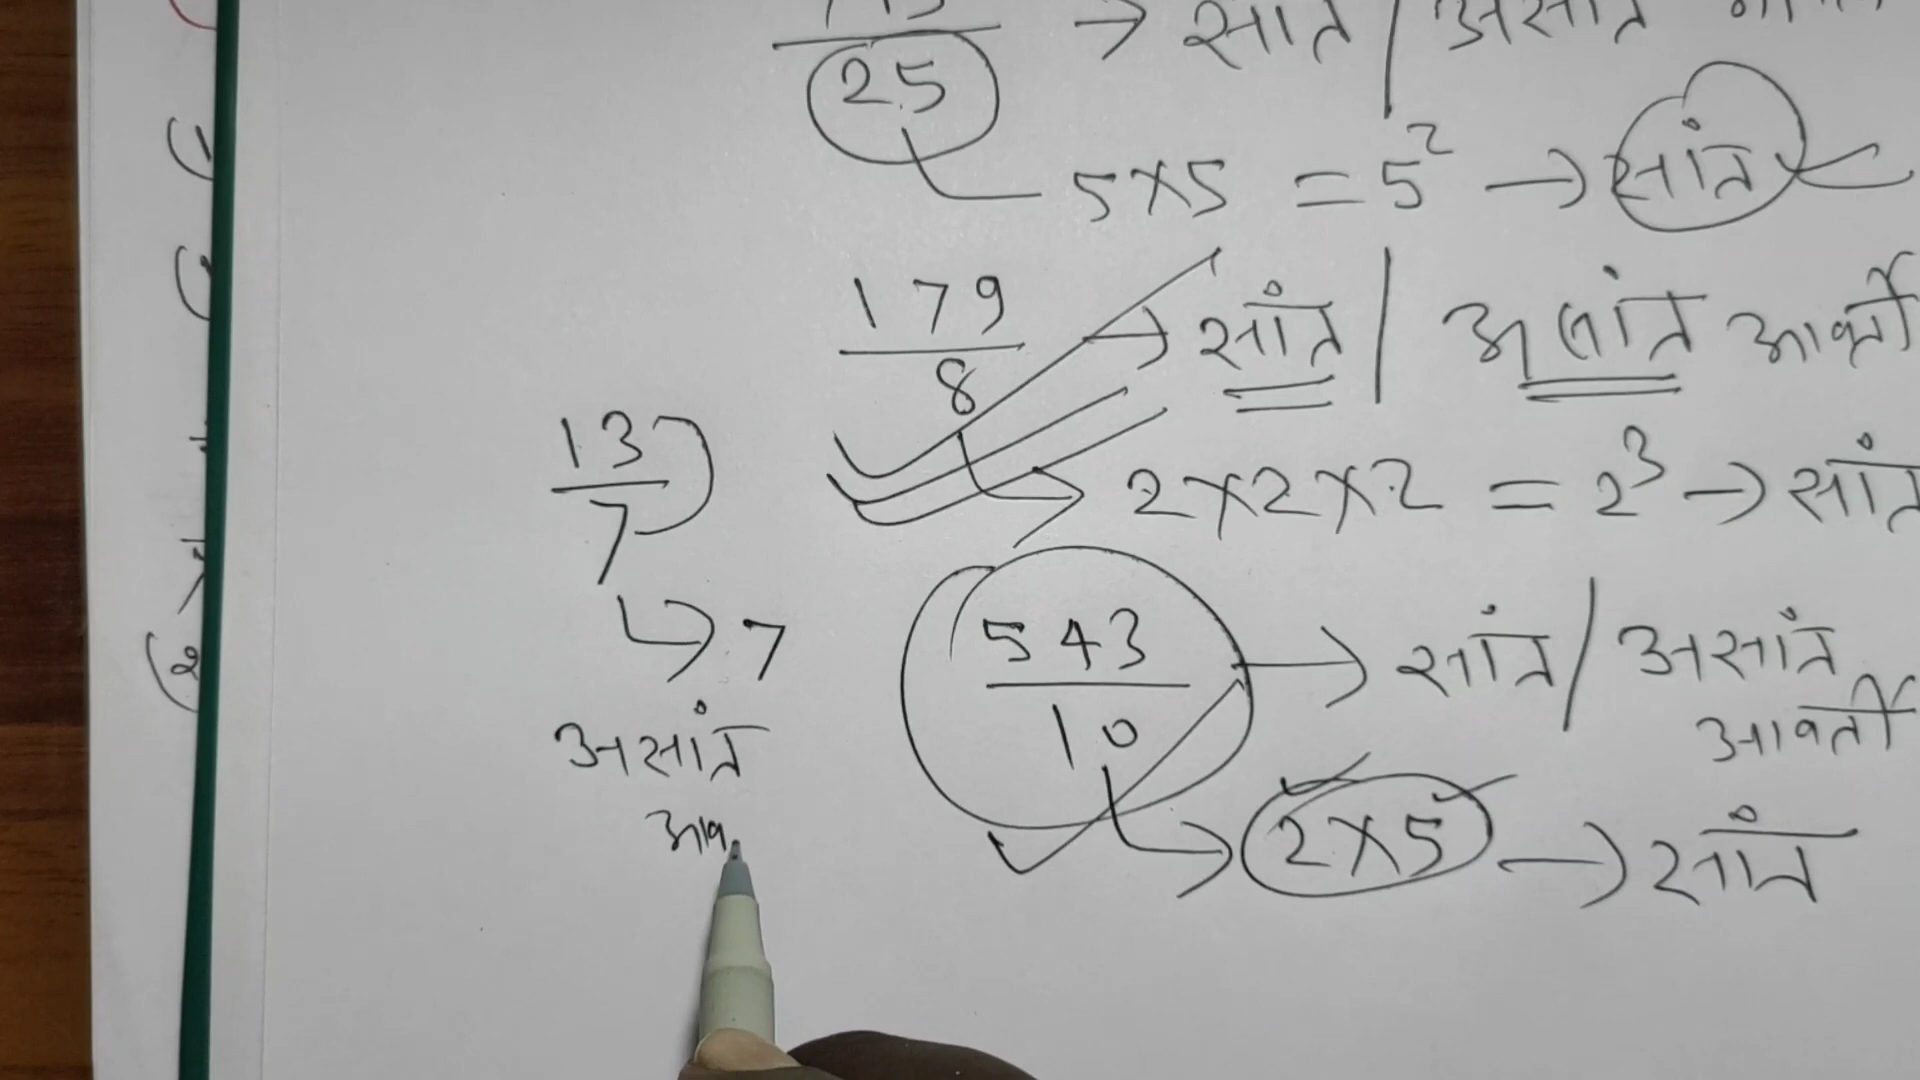 25 → सांत / असांत
5×5 = 5² → सांत
179/8 → सांत / असांत आवर्ती
2×2×2 = 2³ → सांत
13/7
→ 7
असांत
आव
543/10 → सांत / असांत
आवर्ती
→ 2×5 → सांत